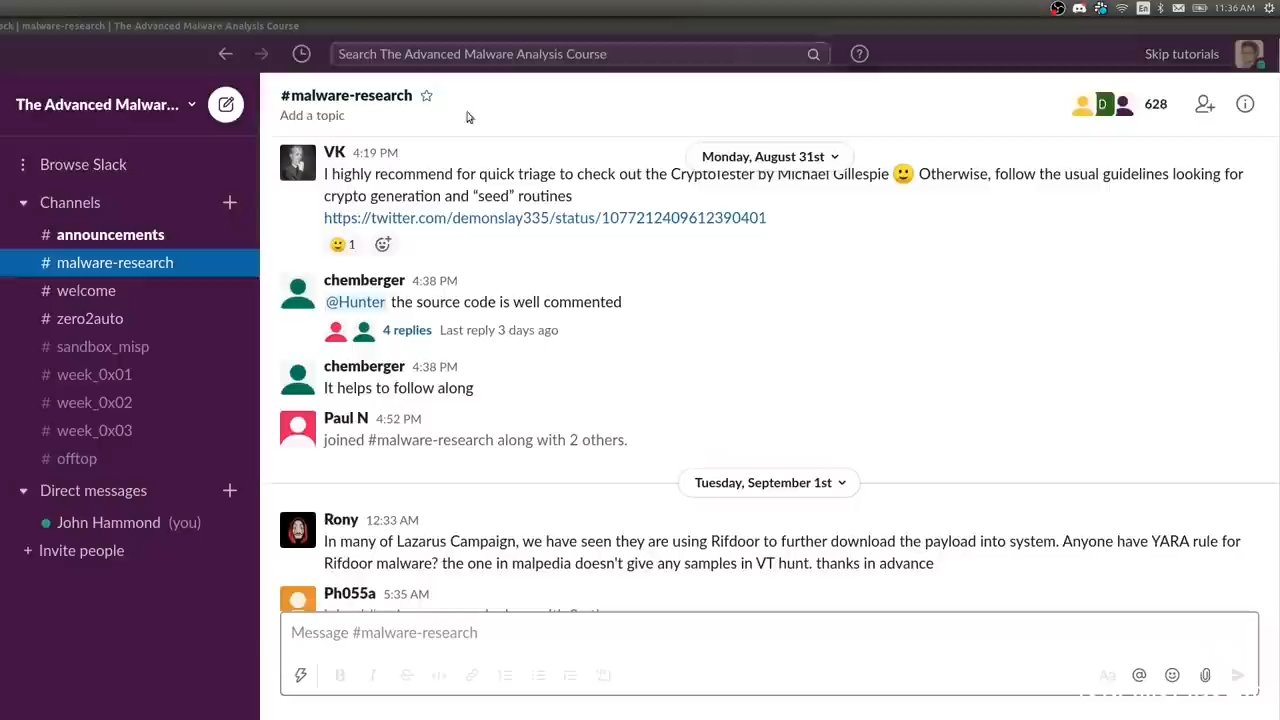 En
11:36 AM
ck | malware-research | The Advanced Malware Analysis Course
Search The Advanced Malware Analysis Course
Skip tutorials
The Advanced Malwar...
Browse Slack
Channels
# announcements
# malware-research
# welcome
# zero2auto
# sandbox_misp
# week_0x01
# week_0x02
# week_0x03
# offtop
Direct messages
John Hammond (you)
+ Invite people
#malware-research
Add a topic
D
628
Monday, August 31st
VK 4:19 PM
I highly recommend for quick triage to check out the CryptoTester by Michael Gillespie Otherwise, follow the usual guidelines looking for
crypto generation and “seed” routines
https://twitter.com/demonslay335/status/1077212409612390401
1
chemberger 4:38 PM
@Hunter the source code is well commented
4 replies Last reply 3 days ago
chemberger 4:38 PM
It helps to follow along
Paul N 4:52 PM
joined #malware-research along with 2 others.
Tuesday, September 1st
Rony 12:33 AM
In many of Lazarus Campaign, we have seen they are using Rifdoor to further download the payload into system. Anyone have YARA rule for
Rifdoor malware? the one in malpedia doesn't give any samples in VT hunt. thanks in advance
Ph055a 5:35 AM
Message #malware-research